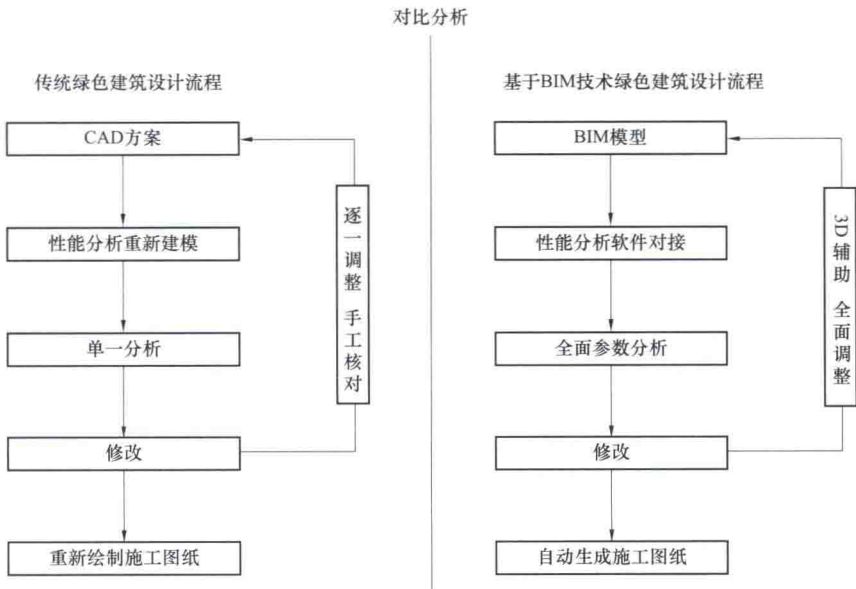 对比分析
传统绿色建筑设计流程
CAD方案
性能分析重新建模
单一分析
修改
重新绘制施工图纸
逐一调整 手工核对
基于BIM技术绿色建筑设计流程
BIM模型
性能分析软件对接
全面参数分析
修改
自动生成施工图纸
3D辅助 全面调整